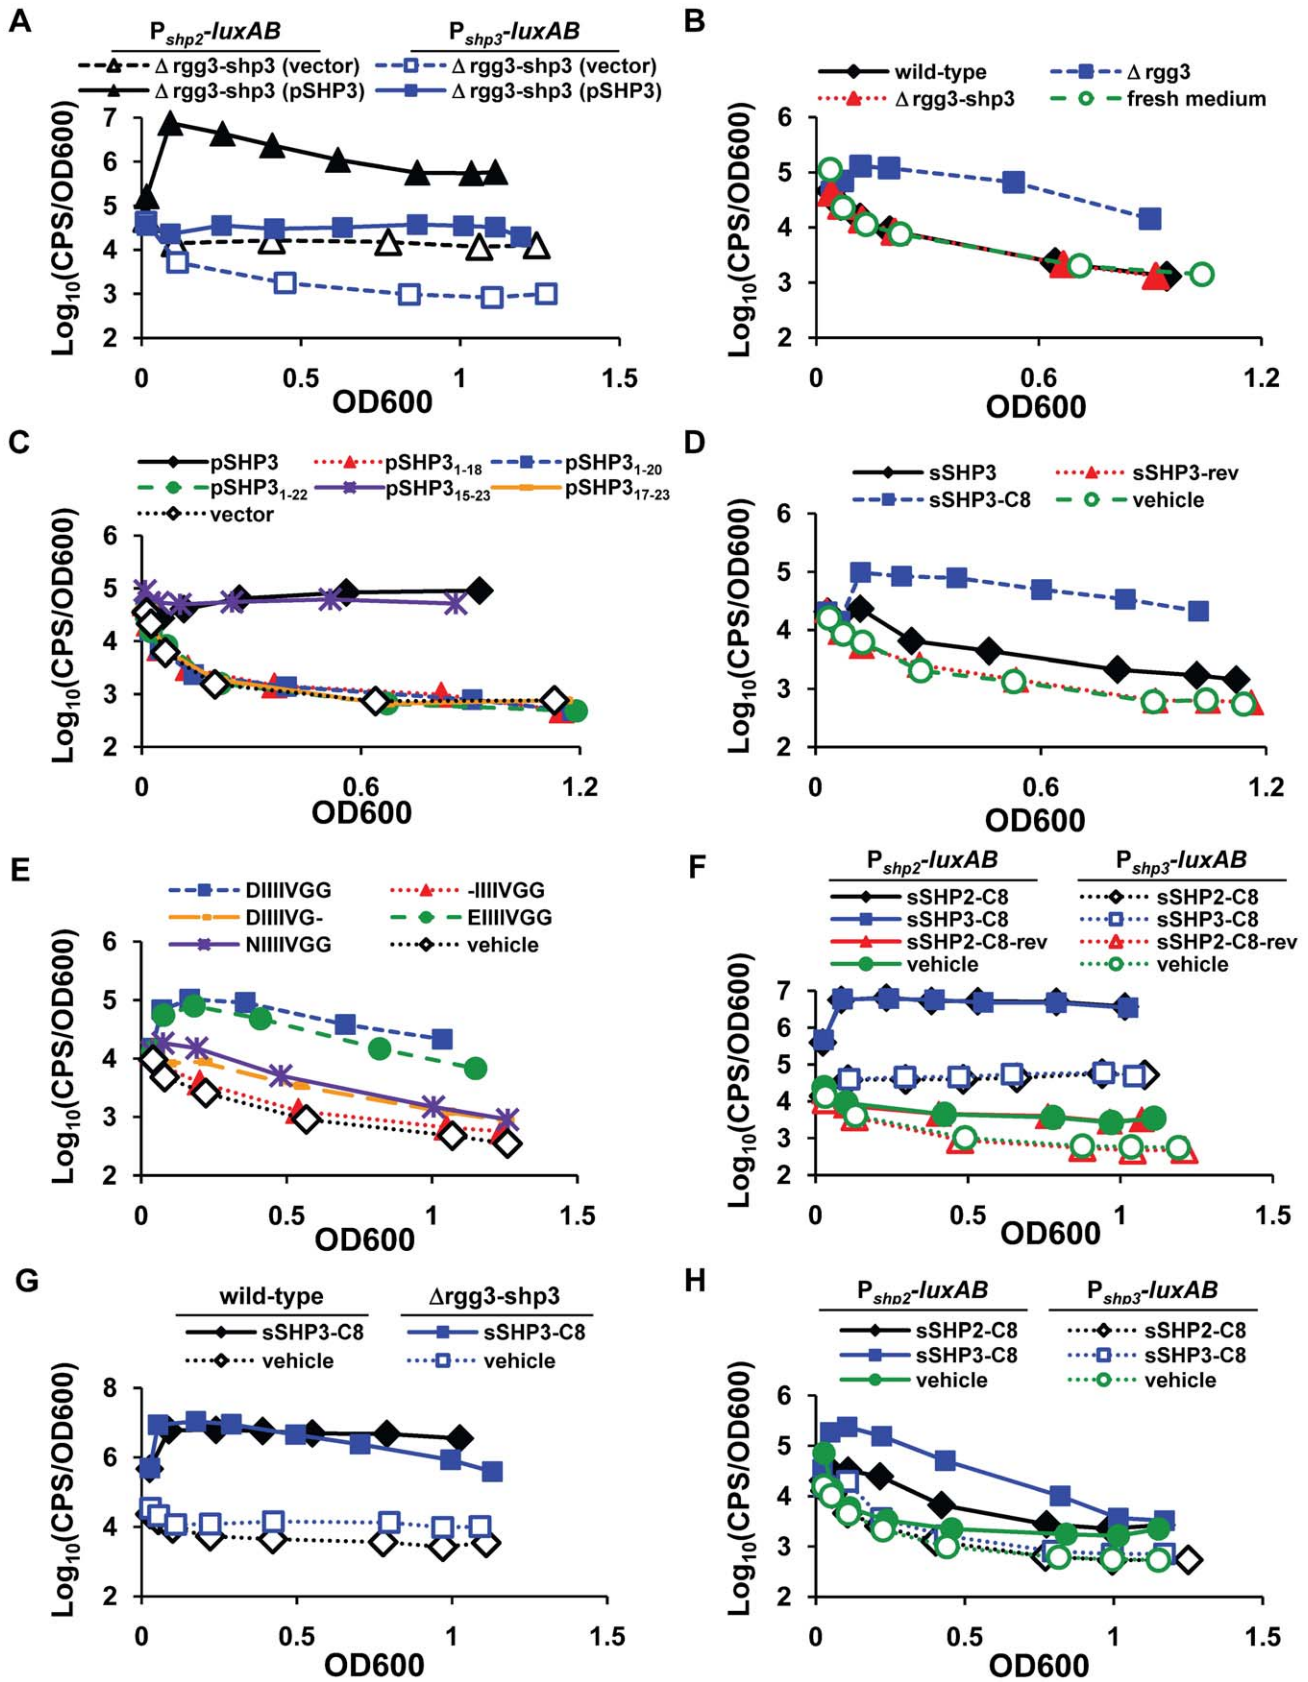 A
Pshp2-luxAB Pshp3-luxAB
Δ rgg3-shp3 (vector) Δ rgg3-shp3 (vector)
Δ rgg3-shp3 (pSHP3) Δ rgg3-shp3 (pSHP3)
Log10(CPS/OD600)
7
6
5
4
3
2
0 0.5 1 1.5
OD600
B
wild-type Δ rgg3
Δ rgg3-shp3 fresh medium
Log10(CPS/OD600)
6
5
4
3
2
0 0.6 1.2
OD600
C
pSHP3 pSHP31-18 pSHP31-20
pSHP31-22 pSHP315-23 pSHP317-23
vector
Log10(CPS/OD600)
6
5
4
3
2
0 0.6 1.2
OD600
D
sSHP3 sSHP3-rev
sSHP3-C8 vehicle
Log10(CPS/OD600)
6
5
4
3
2
0 0.6 1.2
OD600
E
DIIIIVGG -IIIIVGG
DIIIIVG- EIIIIVGG
NIIIIVGG vehicle
Log10(CPS/OD600)
6
5
4
3
2
0 0.5 1 1.5
OD600
F
Pshp2-luxAB Pshp3-luxAB
sSHP2-C8 sSHP2-C8
sSHP3-C8 sSHP3-C8
sSHP2-C8-rev sSHP2-C8-rev
vehicle vehicle
Log10(CPS/OD600)
7
6
5
4
3
2
0 0.5 1 1.5
OD600
G
wild-type Δrgg3-shp3
sSHP3-C8 sSHP3-C8
vehicle vehicle
Log10(CPS/OD600)
8
6
4
2
0 0.5 1 1.5
OD600
H
Pshp2-luxAB Pshp3-luxAB
sSHP2-C8 sSHP2-C8
sSHP3-C8 sSHP3-C8
vehicle vehicle
Log10(CPS/OD600)
6
5
4
3
2
0 0.5 1 1.5
OD600